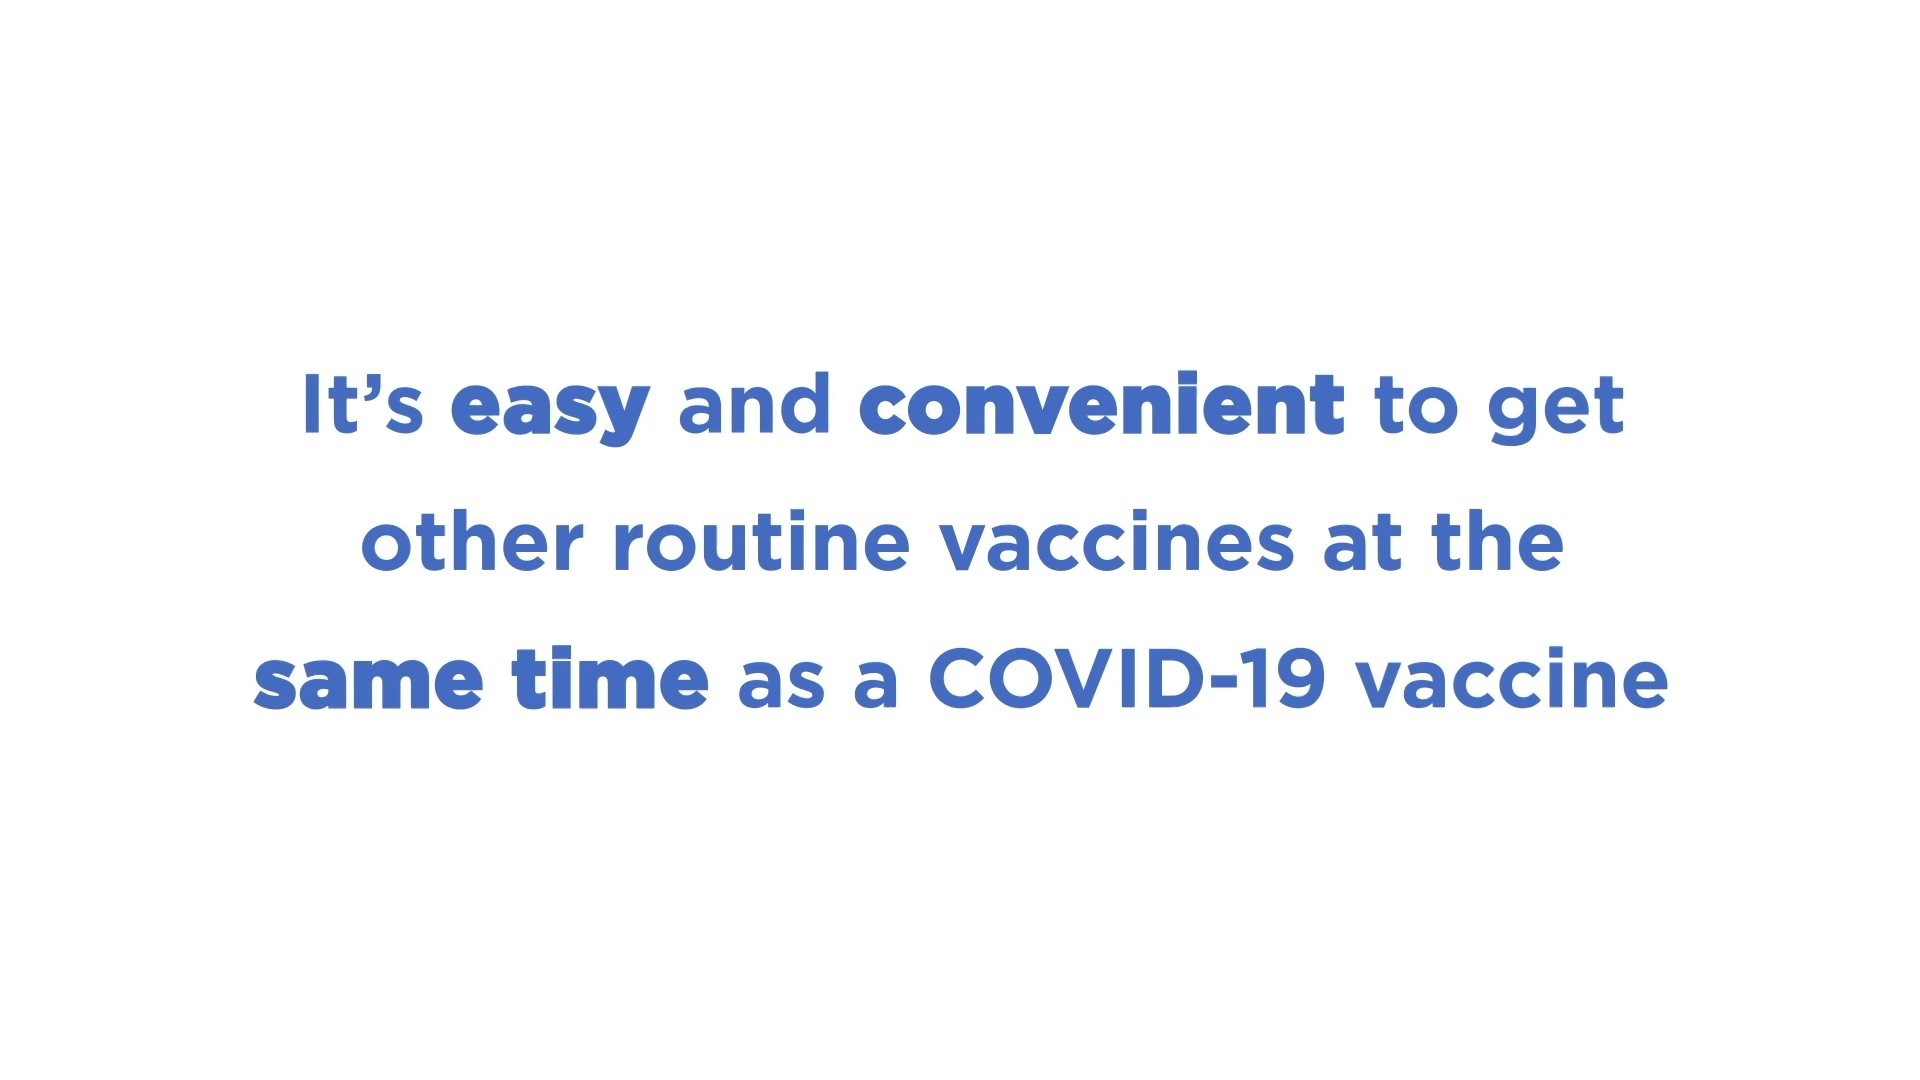 It’s easy and convenient to get
other routine vaccines at the
same time as a COVID-19 vaccine